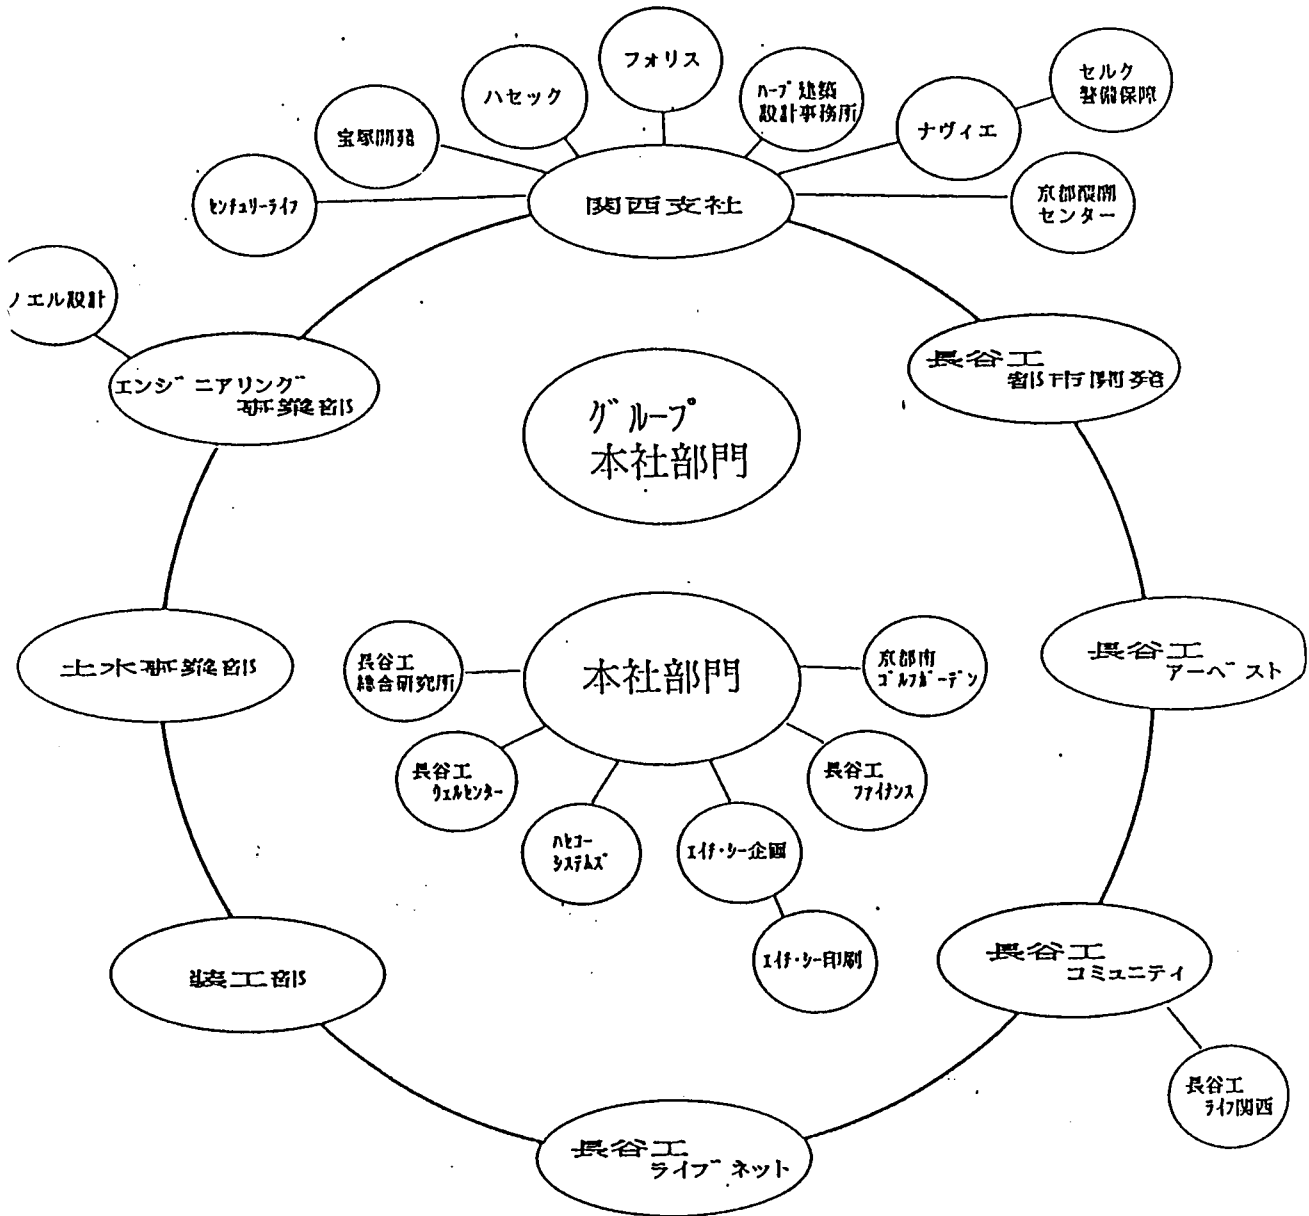 フォリス
ハセック
ハープ建築
設計事務所
セルク
警備保障
宝塚開発
ナヴィエ
センチュリーライフ
関西支社
京都醍醐
センター
ノエル設計
エンジニアリング
事業部
長谷工
都市開発
グループ
本社部門
土木事業部
長谷工
総合研究所
本社部門
京都南
ゴルフガーデン
長谷工
アーベスト
長谷工
ウェルセンター
長谷工
ファイナンス
ハセコー
システムズ
エイチ・シー企画
エイチ・シー印刷
装工部
長谷工
コミュニティ
長谷工
ライフ関西
長谷工
ライブネット